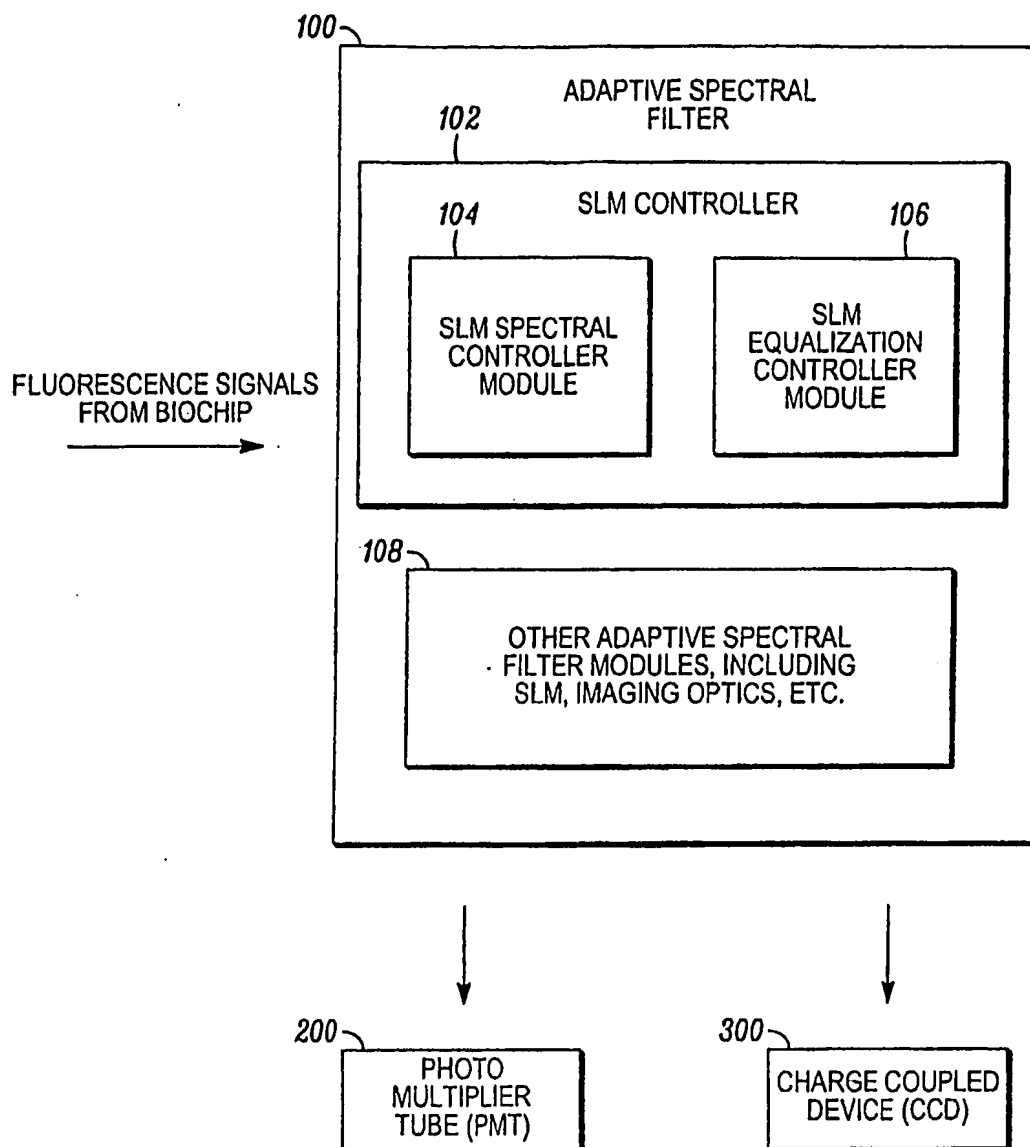 100
ADAPTIVE SPECTRAL
FILTER
102
SLM CONTROLLER
104
106
SLM SPECTRAL
CONTROLLER
MODULE
SLM
EQUALIZATION
CONTROLLER
MODULE
FLUORESCENCE SIGNALS
FROM BIOCHIP
108
OTHER ADAPTIVE SPECTRAL
FILTER MODULES, INCLUDING
SLM, IMAGING OPTICS, ETC.
200
PHOTO
MULTIPLIER
TUBE (PMT)
300
CHARGE COUPLED
DEVICE (CCD)